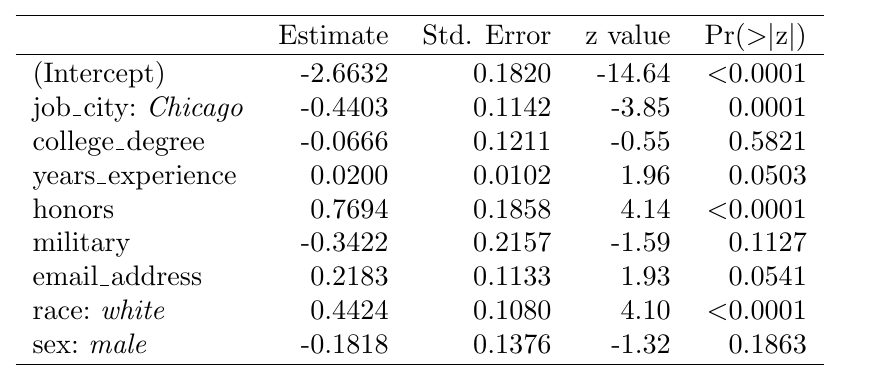 Estimate Std. Error z value Pr(>|z|)
(Intercept) -2.6632 0.1820 -14.64 <0.0001
job_city: Chicago -0.4403 0.1142 -3.85 0.0001
college_degree -0.0666 0.1211 -0.55 0.5821
years_experience 0.0200 0.0102 1.96 0.0503
honors 0.7694 0.1858 4.14 <0.0001
military -0.3422 0.2157 -1.59 0.1127
email_address 0.2183 0.1133 1.93 0.0541
race: white 0.4424 0.1080 4.10 <0.0001
sex: male -0.1818 0.1376 -1.32 0.1863